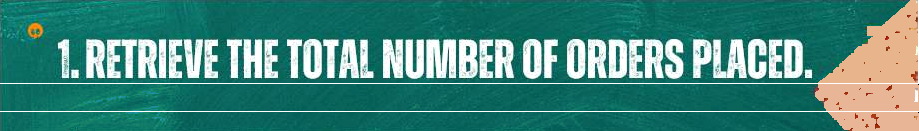 1. RETRIEVE THE TOTAL NUMBER OF ORDERS PLACED.